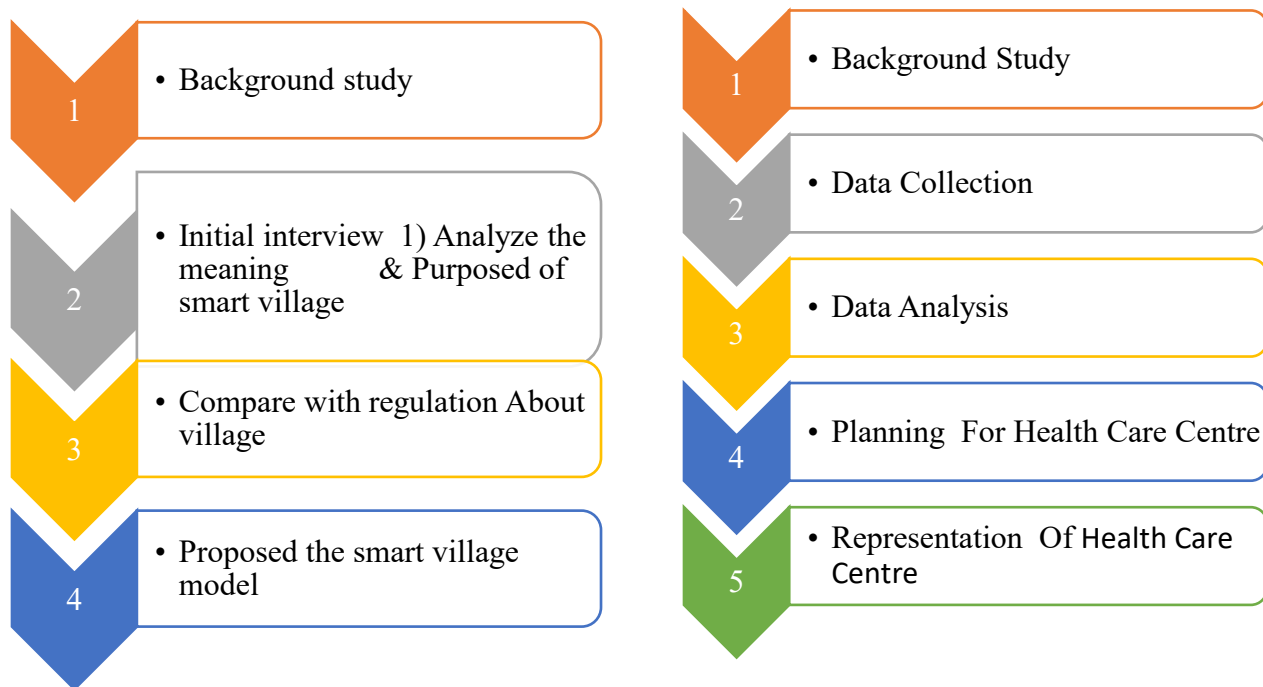 1
• Background study
2
• Initial interview 1) Analyze the
meaning & Purposed of
smart village
3
• Compare with regulation About
village
4
• Proposed the smart village
model
1
• Background Study
2
• Data Collection
3
• Data Analysis
4
• Planning For Health Care Centre
5
• Representation Of Health Care
Centre